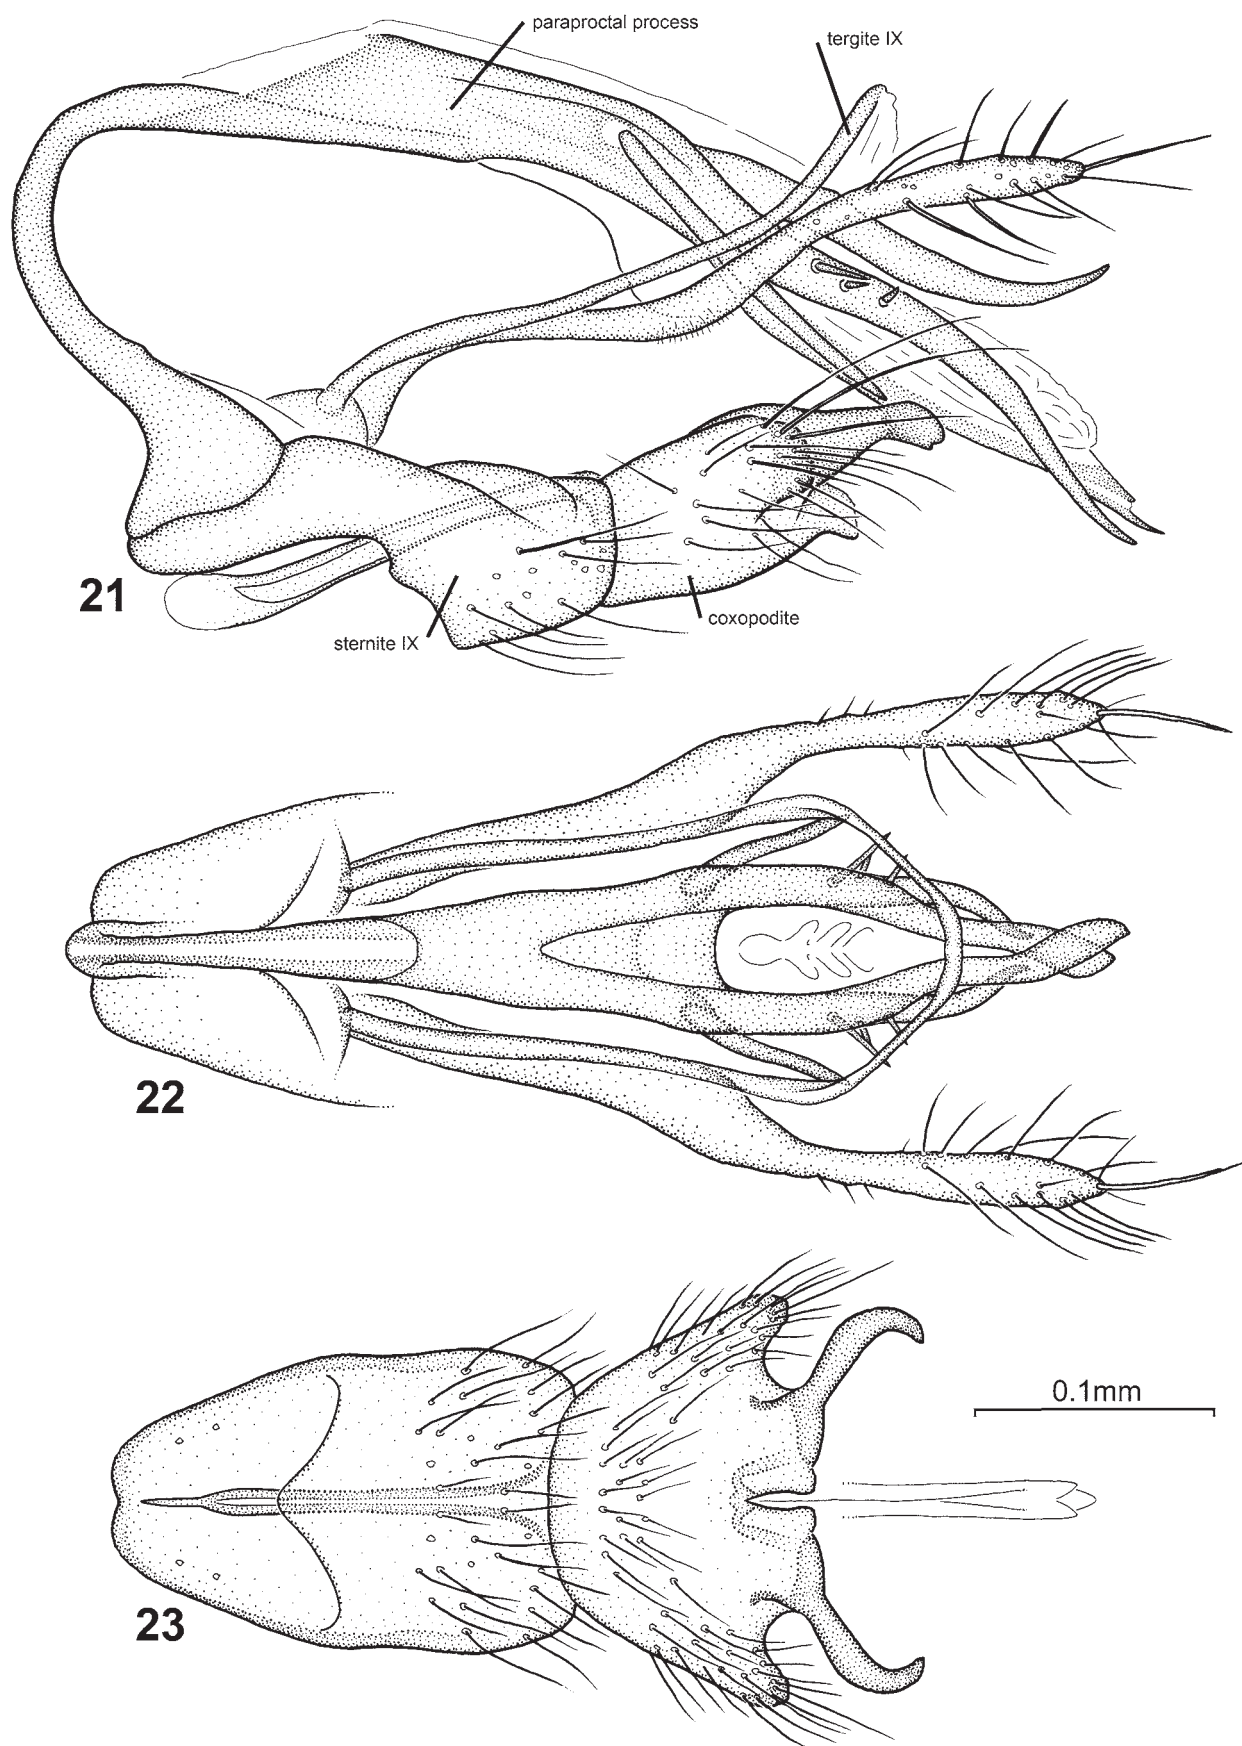 paraproctal process
tergite IX
21
sternite IX
coxopodite
22
0.1mm
23